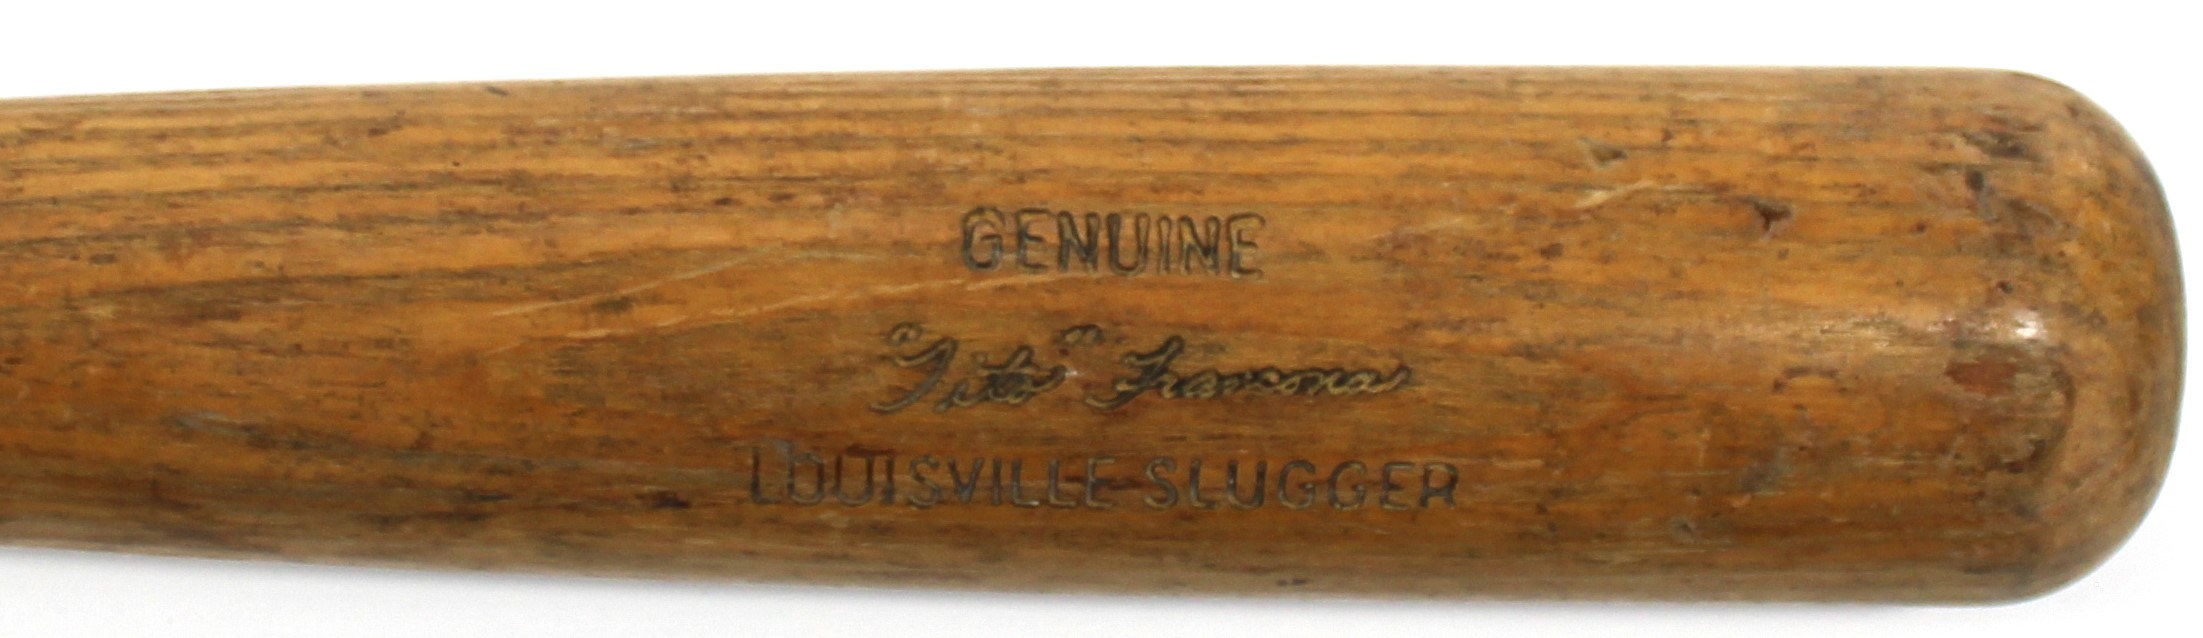 GENUINE
"Tito" Francona
LOUISVILLE SLUGGER